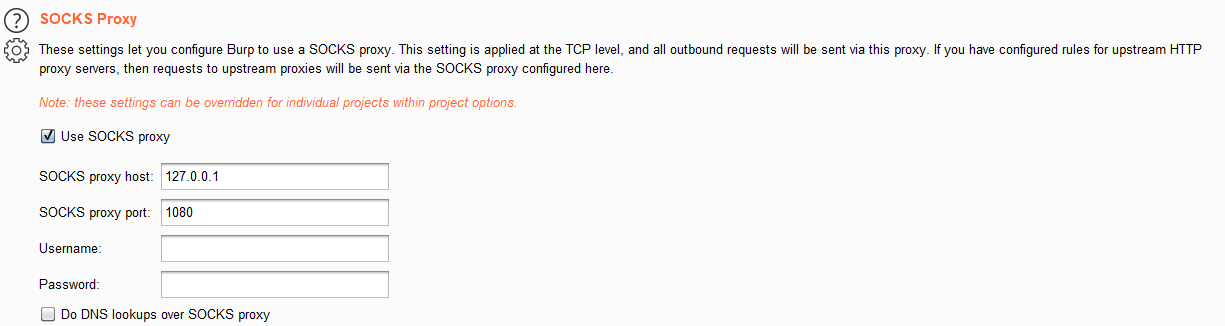 SOCKS Proxy
These settings let you configure Burp to use a SOCKS proxy. This setting is applied at the TCP level, and all outbound requests will be sent via this proxy. If you have configured rules for upstream HTTP
proxy servers, then requests to upstream proxies will be sent via the SOCKS proxy configured here.
Note: these settings can be overridden for individual projects within project options.
Use SOCKS proxy
SOCKS proxy host: 127.0.0.1
SOCKS proxy port: 1080
Username:
Password:
Do DNS lookups over SOCKS proxy